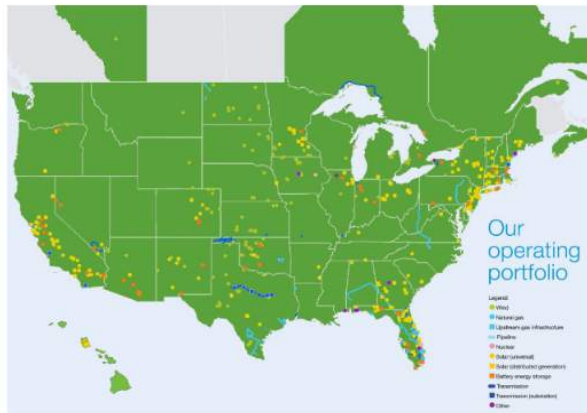 Our
operating
portfolio
Legend:
Wind
Natural gas
Upstream gas infrastructure
Pipeline
Nuclear
Solar (universal)
Solar (distributed generation)
Battery energy storage
Transmission
Transmission (substation)
Other